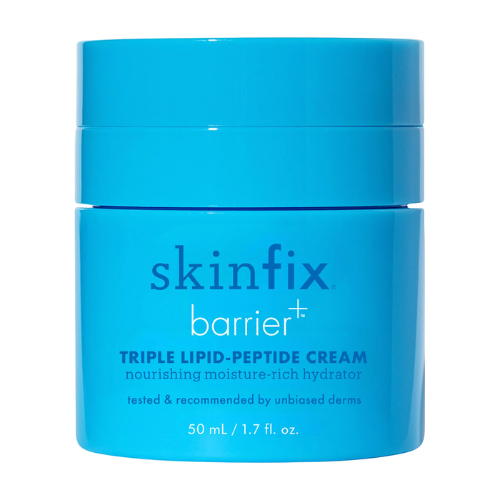 skinfix®
barrier+™
TRIPLE LIPID-PEPTIDE CREAM
nourishing moisture-rich hydrator
tested & recommended by unbiased derms
50 mL / 1.7 fl. oz.